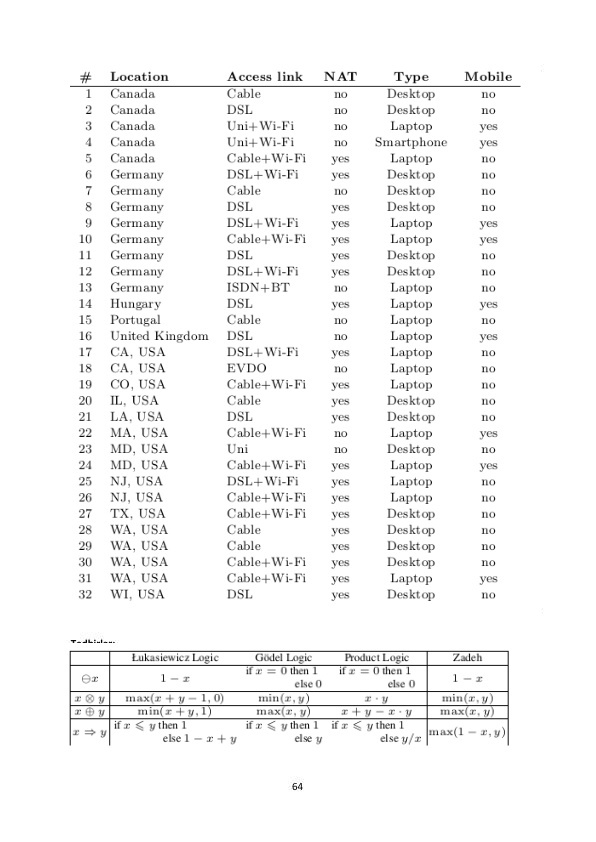 # Location Access link NAT Type Mobile
1 Canada Cable no Desktop no
2 Canada DSL no Desktop no
3 Canada Uni+Wi-Fi no Laptop yes
4 Canada Uni+Wi-Fi no Smartphone yes
5 Canada Cable+Wi-Fi yes Laptop no
6 Germany DSL+Wi-Fi yes Desktop no
7 Germany Cable no Desktop no
8 Germany DSL yes Desktop no
9 Germany DSL+Wi-Fi yes Laptop yes
10 Germany Cable+Wi-Fi yes Laptop yes
11 Germany DSL yes Desktop no
12 Germany DSL+Wi-Fi yes Desktop no
13 Germany ISDN+BT no Laptop no
14 Hungary DSL yes Laptop yes
15 Portugal Cable no Laptop no
16 United Kingdom DSL no Laptop yes
17 CA, USA DSL+Wi-Fi yes Laptop no
18 CA, USA EVDO no Laptop no
19 CO, USA Cable+Wi-Fi yes Laptop no
20 IL, USA Cable yes Desktop no
21 LA, USA DSL yes Desktop no
22 MA, USA Cable+Wi-Fi no Laptop yes
23 MD, USA Uni no Desktop no
24 MD, USA Cable+Wi-Fi yes Laptop yes
25 NJ, USA DSL+Wi-Fi yes Laptop no
26 NJ, USA Cable+Wi-Fi yes Laptop no
27 TX, USA Cable+Wi-Fi yes Desktop no
28 WA, USA Cable yes Desktop no
29 WA, USA Cable yes Desktop no
30 WA, USA Cable+Wi-Fi yes Desktop no
31 WA, USA Cable+Wi-Fi yes Laptop yes
32 WI, USA DSL yes Desktop no
Łukasiewicz Logic Gödel Logic Product Logic Zadeh
⊖x 1 − x if x = 0 then 1 if x = 0 then 1 1 − x
else 0 else 0
x ⊗ y max(x + y − 1, 0) min(x, y) x · y min(x, y)
x ⊕ y min(x + y, 1) max(x, y) x + y − x · y max(x, y)
x ⇒ y if x ⩽ y then 1 if x ⩽ y then 1 if x ⩽ y then 1 max(1 − x, y)
else 1 − x + y else y else y/x
64